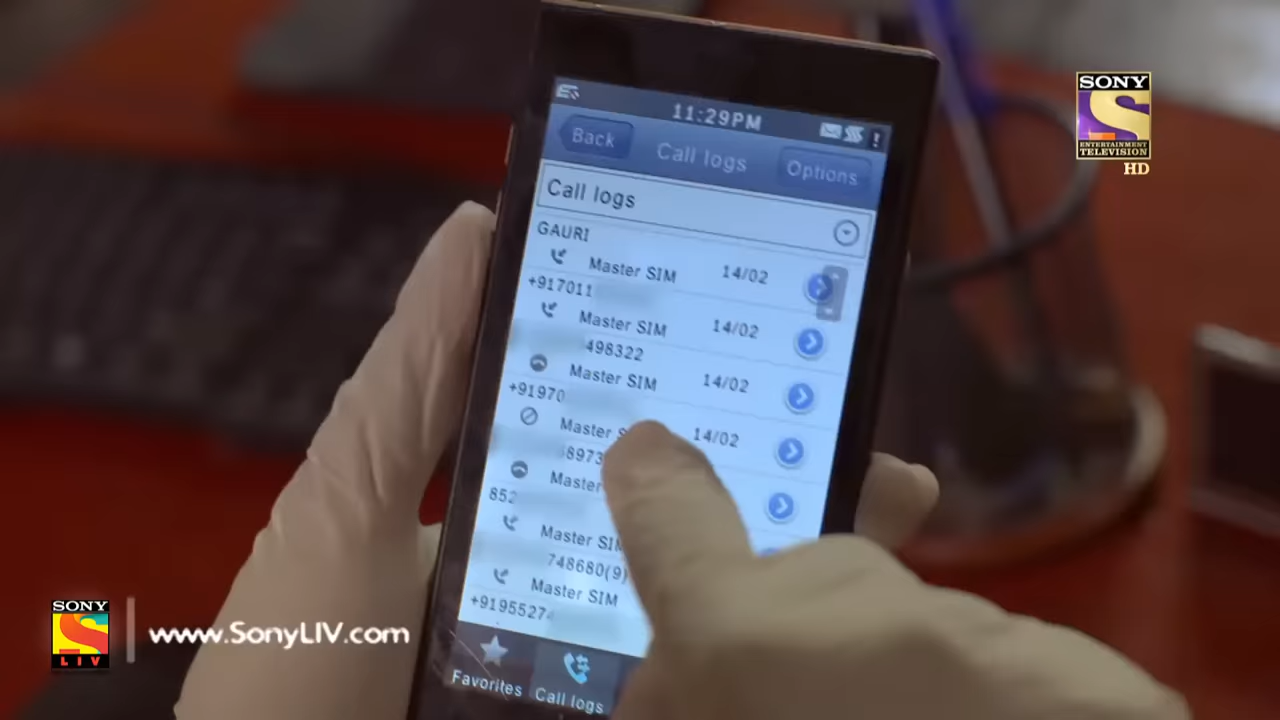 SONY
ENTERTAINMENT
TELEVISION
HD
11:29PM
Back
Call logs
Options
Call logs
GAURI
Master SIM 14/02
+917011
Master SIM 14/02
498322
Master SIM 14/02
+91970
Master 14/02
8973
Master
852
Master SIM
748680(9)
Master SIM
+9195527
Favorites
Call logs
SONY
LIV
www.SonyLIV.com